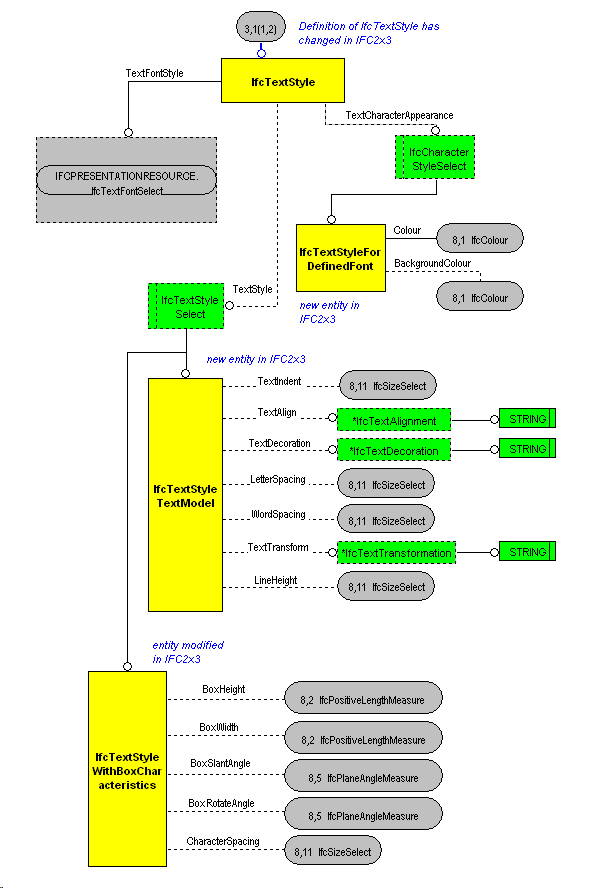 3,1(1,2)
Definition of IfcTextStyle has
changed in IFC2x3
TextFontStyle
IfcTextStyle
TextCharacterAppearance
IFCPRESENTATIONRESOURCE.
IfcTextFontSelect
IfcCharacter
StyleSelect
IfcTextStyleFor
DefinedFont
Colour
8,1 IfcColour
BackgroundColour
8,1 IfcColour
new entity in
IFC2x3
TextStyle
IfcTextStyle
Select
new entity in IFC2x3
IfcTextStyle
TextModel
TextIndent
8,11 IfcSizeSelect
TextAlign
*IfcTextAlignment
STRING
TextDecoration
*IfcTextDecoration
STRING
LetterSpacing
8,11 IfcSizeSelect
WordSpacing
8,11 IfcSizeSelect
TextTransform
*IfcTextTransformation
STRING
LineHeight
8,11 IfcSizeSelect
entity modified
in IFC2x3
IfcTextStyle
WithBoxChar
acteristics
BoxHeight
8,2 IfcPositiveLengthMeasure
BoxWidth
8,2 IfcPositiveLengthMeasure
BoxSlantAngle
8,5 IfcPlaneAngleMeasure
BoxRotateAngle
8,5 IfcPlaneAngleMeasure
CharacterSpacing
8,11 IfcSizeSelect